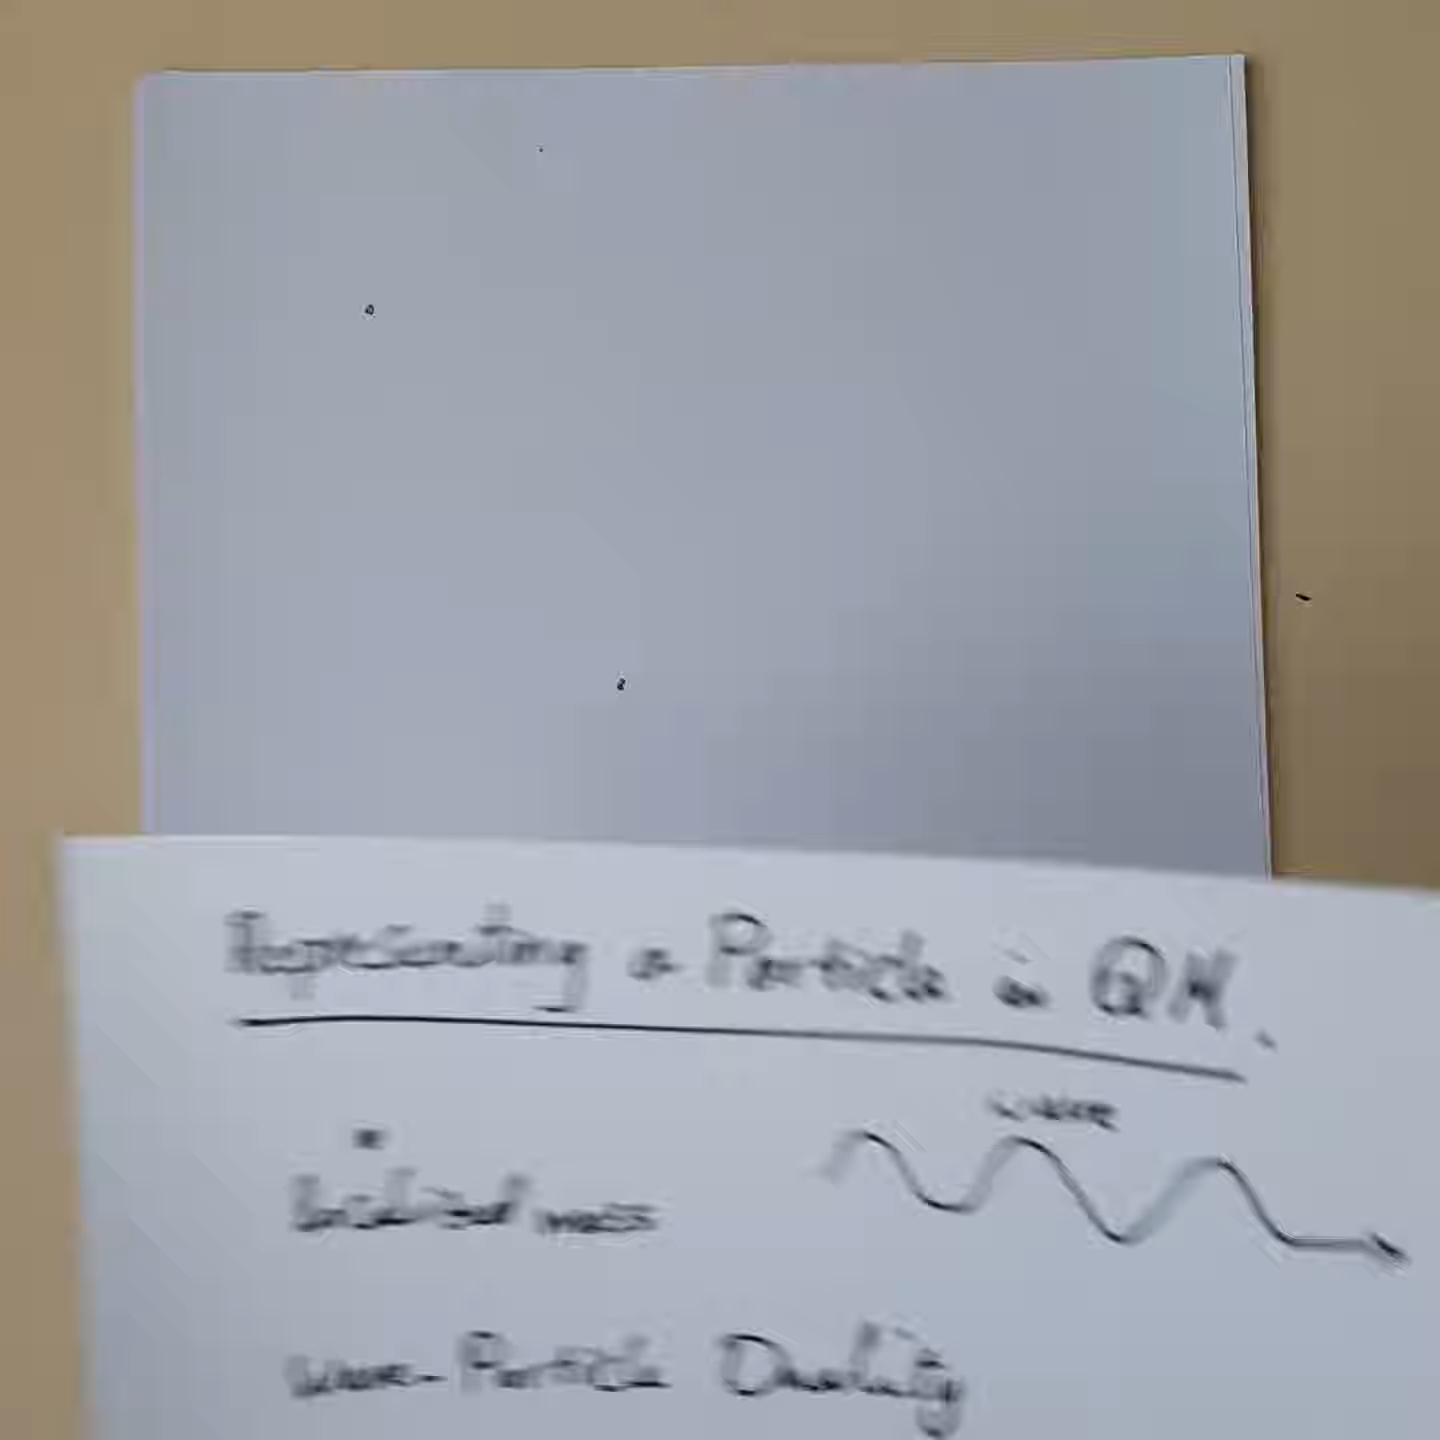 Representing a Particle in QM.
wave
localized mass
wave-Particle Duality